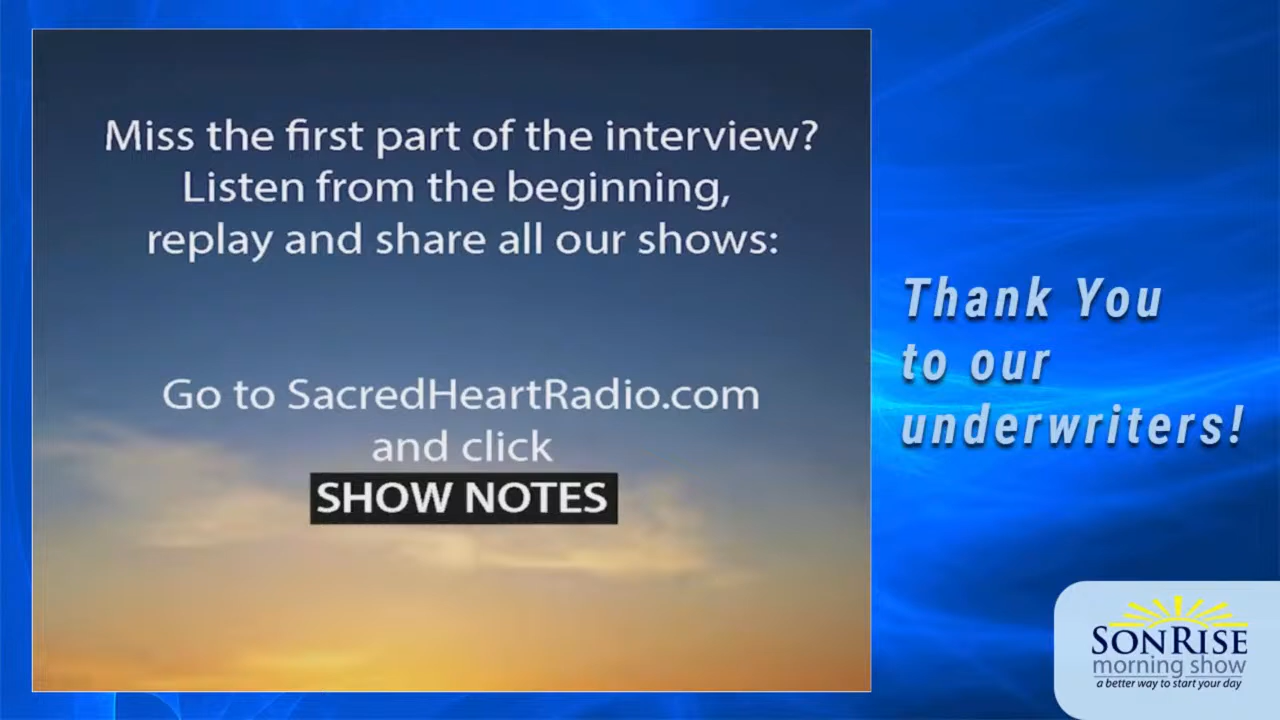 Miss the first part of the interview?
Listen from the beginning,
replay and share all our shows:
Go to SacredHeartRadio.com
and click
SHOW NOTES
Thank You
to our
underwriters!
SONRISE
morning show
a better way to start your day